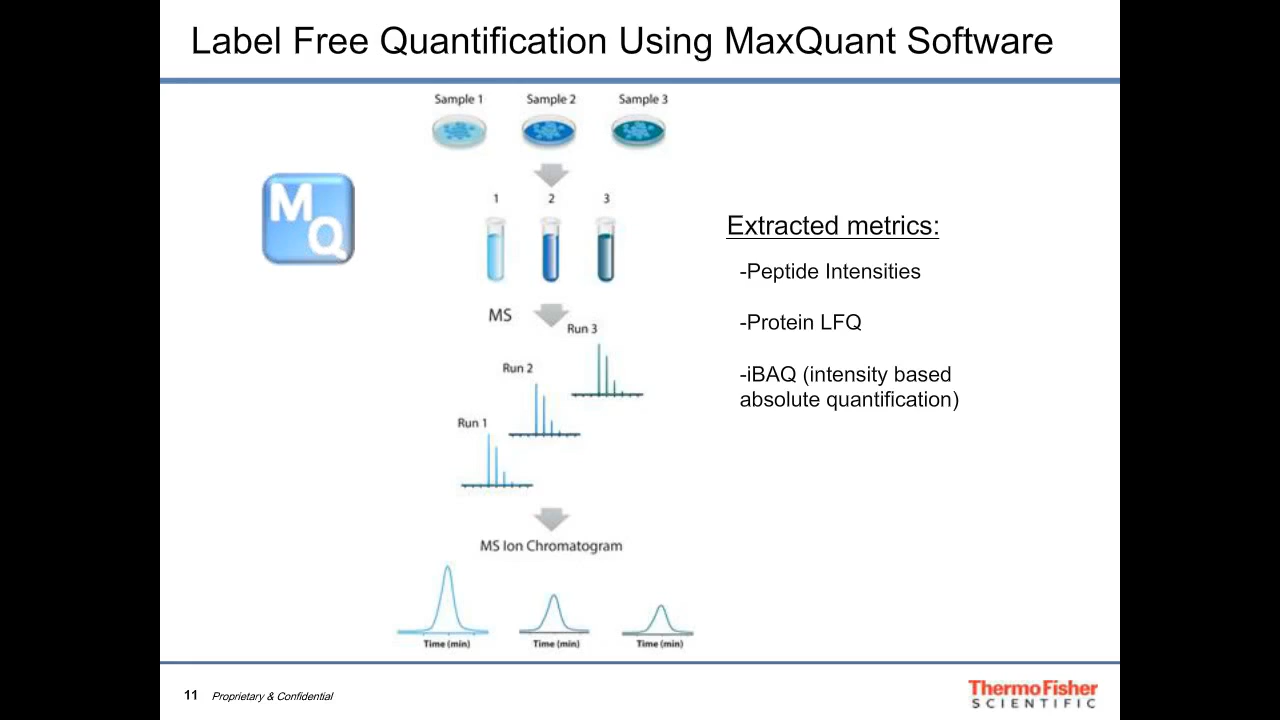 Label Free Quantification Using MaxQuant Software
Sample 1 Sample 2 Sample 3
MQ
1 2 3
Extracted metrics:
-Peptide Intensities
MS
-Protein LFQ
Run 3
Run 2
-iBAQ (intensity based
absolute quantification)
Run 1
MS Ion Chromatogram
Time (min) Time (min) Time (min)
11 Proprietary & Confidential
ThermoFisher
SCIENTIFIC